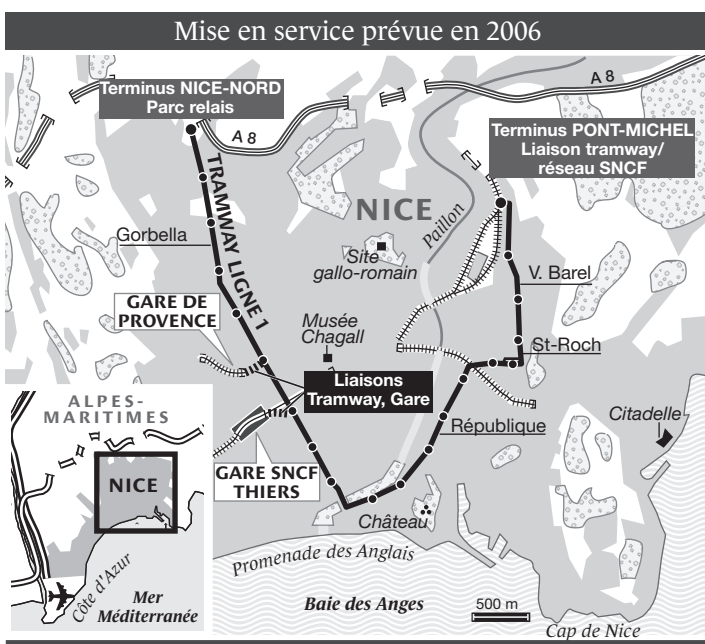 Mise en service prévue en 2006
A 8
Terminus NICE-NORD
Parc relais
A 8
Terminus PONT-MICHEL
Liaison tramway/
réseau SNCF
TRAMWAY LIGNE 1
NICE
Paillon
Gorbella
Site
gallo-romain
V. Barel
GARE DE
PROVENCE
Musée
Chagall
St-Roch
Liaisons
Tramway, Gare
ALPES-
MARITIMES
Citadelle
République
GARE SNCF
THIERS
NICE
Château
Promenade des Anglais
Côte d'Azur
Mer
Méditerranée
Baie des Anges
500 m
Cap de Nice